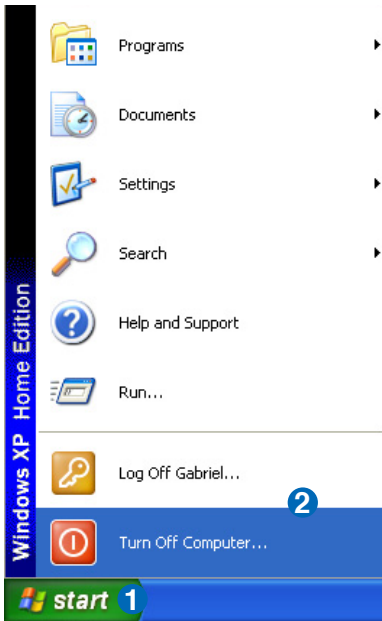 Programs
Documents
Settings
Search
Help and Support
Run...
Log Off Gabriel...
2
Turn Off Computer...
Windows XP Home Edition
start 1